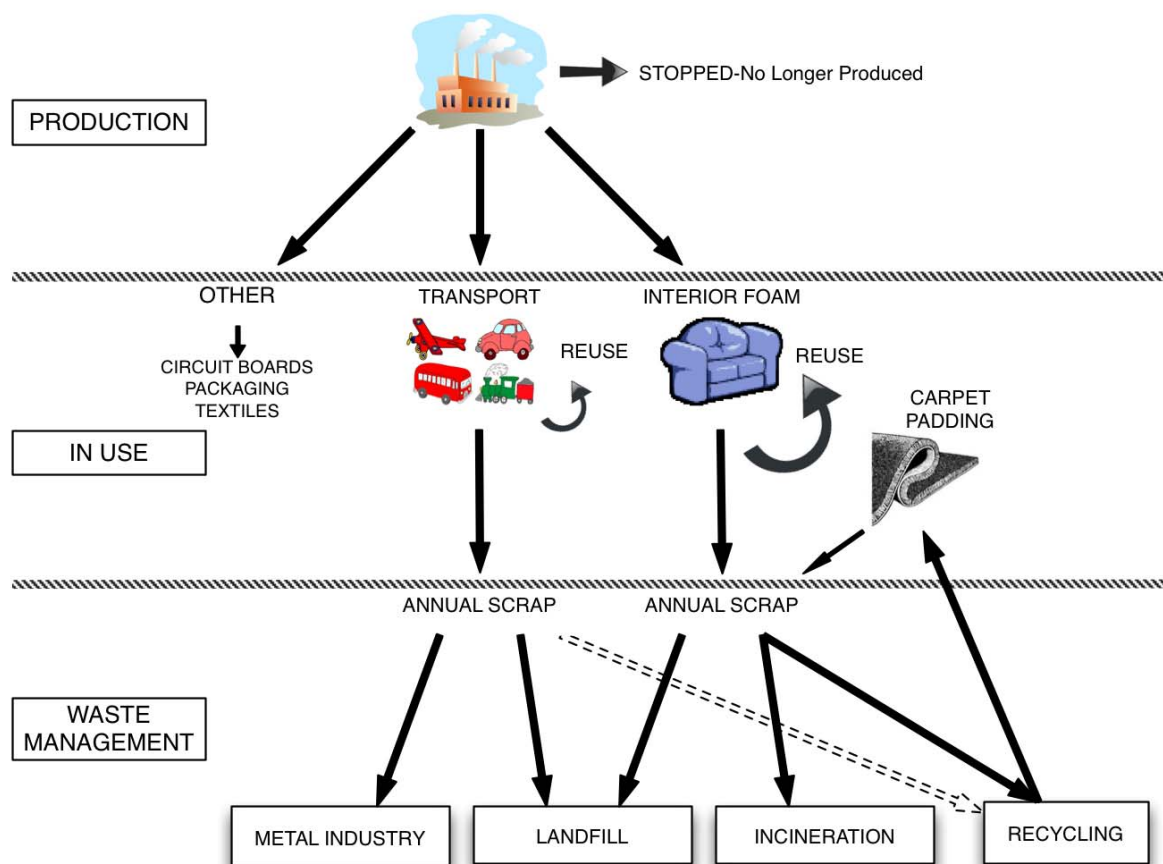 STOPPED-No Longer Produced
PRODUCTION
OTHER
TRANSPORT
INTERIOR FOAM
REUSE
REUSE
CIRCUIT BOARDS
PACKAGING
TEXTILES
CARPET
PADDING
IN USE
ANNUAL SCRAP
ANNUAL SCRAP
WASTE
MANAGEMENT
METAL INDUSTRY
LANDFILL
INCINERATION
RECYCLING